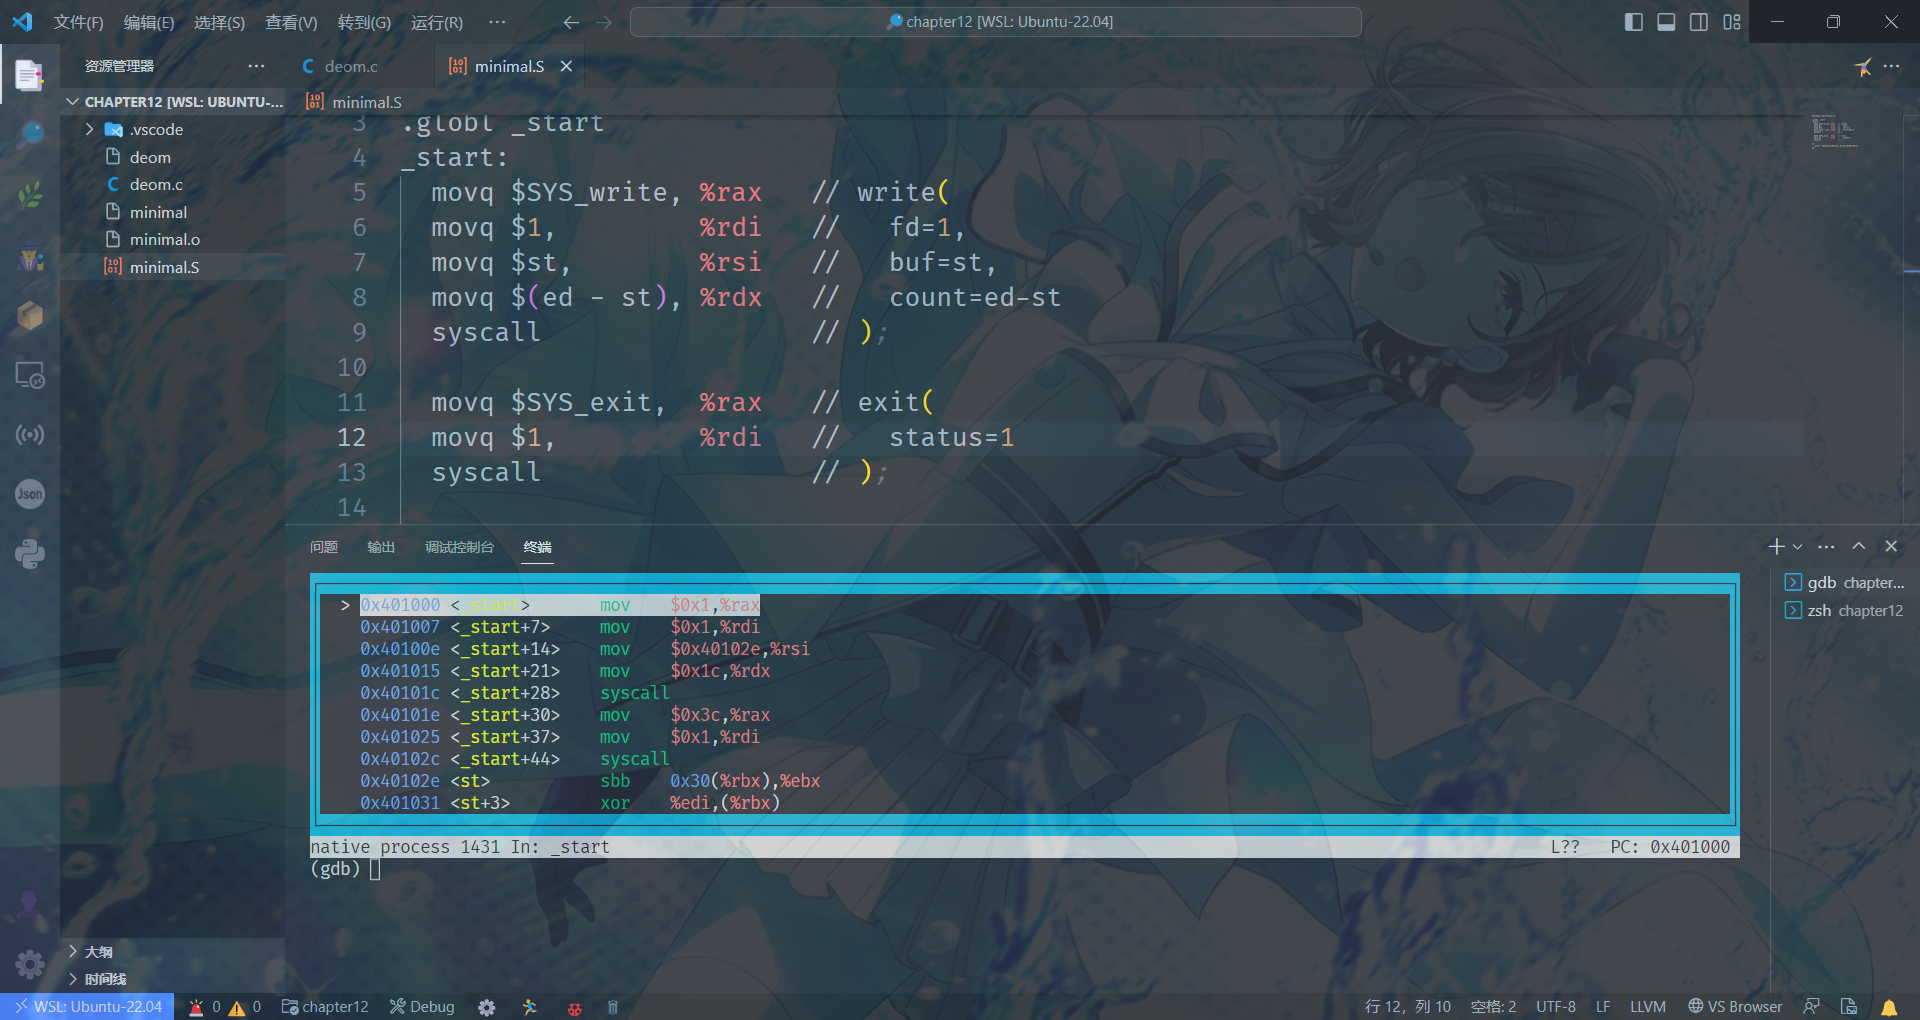 文件(F) 编辑(E) 选择(S) 查看(V) 转到(G) 运行(R) ··· chapter12 [WSL: Ubuntu-22.04]
资源管理器 ···
CHAPTER12 [WSL: UBUNTU-...
.vscode
deom
C deom.c
minimal
minimal.o
minimal.S
大纲
时间线
C deom.c minimal.S
minimal.S
3 .globl _start
4 _start:
5 movq $SYS_write, %rax // write(
6 movq $1, %rdi // fd=1,
7 movq $st, %rsi // buf=st,
8 movq $(ed - st), %rdx // count=ed-st
9 syscall // );
10
11 movq $SYS_exit, %rax // exit(
12 movq $1, %rdi // status=1
13 syscall // );
14
问题 输出 调试控制台 终端
> 0x401000 <_start> mov $0x1,%rax
0x401007 <_start+7> mov $0x1,%rdi
0x40100e <_start+14> mov $0x40102e,%rsi
0x401015 <_start+21> mov $0x1c,%rdx
0x40101c <_start+28> syscall
0x40101e <_start+30> mov $0x3c,%rax
0x401025 <_start+37> mov $0x1,%rdi
0x40102c <_start+44> syscall
0x40102e <st> sbb 0x30(%rbx),%ebx
0x401031 <st+3> xor %edi,(%rbx)
native process 1431 In: _start L?? PC: 0x401000
(gdb)
gdb chapter...
zsh chapter12
Json
WSL: Ubuntu-22.04 0 0 chapter12 Debug 行 12, 列 10 空格: 2 UTF-8 LF LLVM VS Browser